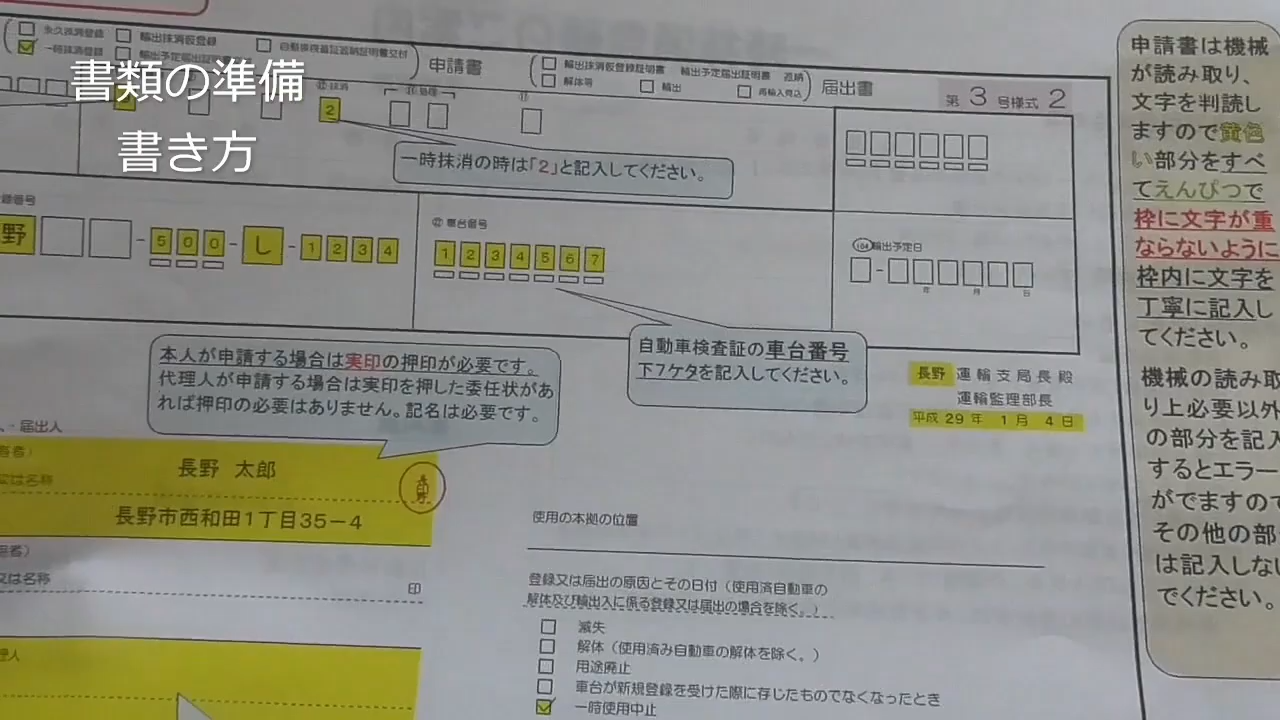 書類の準備
書き方
永久抹消登録
一時抹消登録
輸出抹消仮登録
輸出予定届出証
自動車検査証返納証明書交付
申請書
輸出抹消仮登録証明書
輸出予定届出証明書
返納
解体等
輸出
再輸入見込
届出書
第3号様式2
2
一時抹消の時は「2」と記入してください。
野
-500-し-1234
車台番号
1234567
輸出予定日
年
月
日
自動車検査証の車台番号
下7ケタを記入してください。
本人が申請する場合は実印の押印が必要です。
代理人が申請する場合は実印を押した委任状があ
れば押印の必要はありません。記名は必要です。
長野 運輸支局長殿
運輸監理部長
平成 29 年 1 月 4 日
・届出人
有者)
又は名称
長野 太郎
長野市西和田1丁目35-4
用者)
又は名称
印
理人
使用の本拠の位置
登録又は届出の原因とその日付(使用済自動車の
解体及び輸出入に係る登録又は届出の場合を除く。)
滅失
解体(使用済み自動車の解体を除く。)
用途廃止
車台が新規登録を受けた際に存したものでなくなったとき
一時使用中止
申請書は機械
が読み取り、
文字を判読し
ますので黄色
い部分をすべ
てえんぴつで
枠に文字が重
ならないように
枠内に文字を
丁寧に記入し
てください。
機械の読み取
り上必要以外
の部分を記入
するとエラー
がでますので
その他の部
は記入しない
でください。